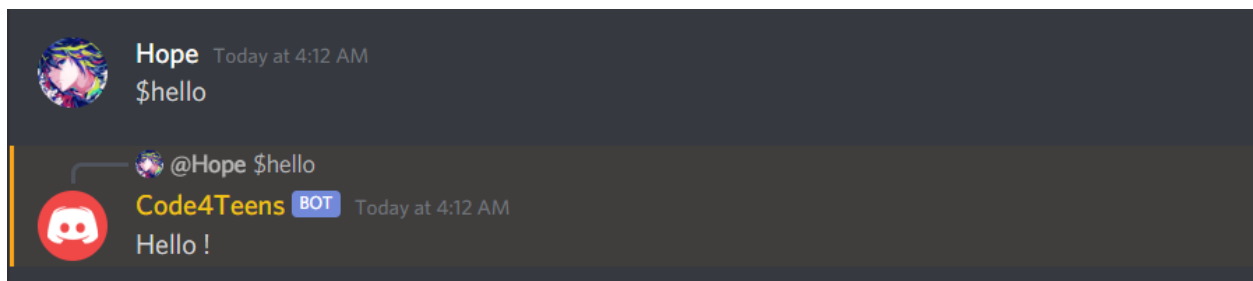 Hope Today at 4:12 AM
$hello
@Hope $hello
Code4Teens BOT Today at 4:12 AM
Hello !